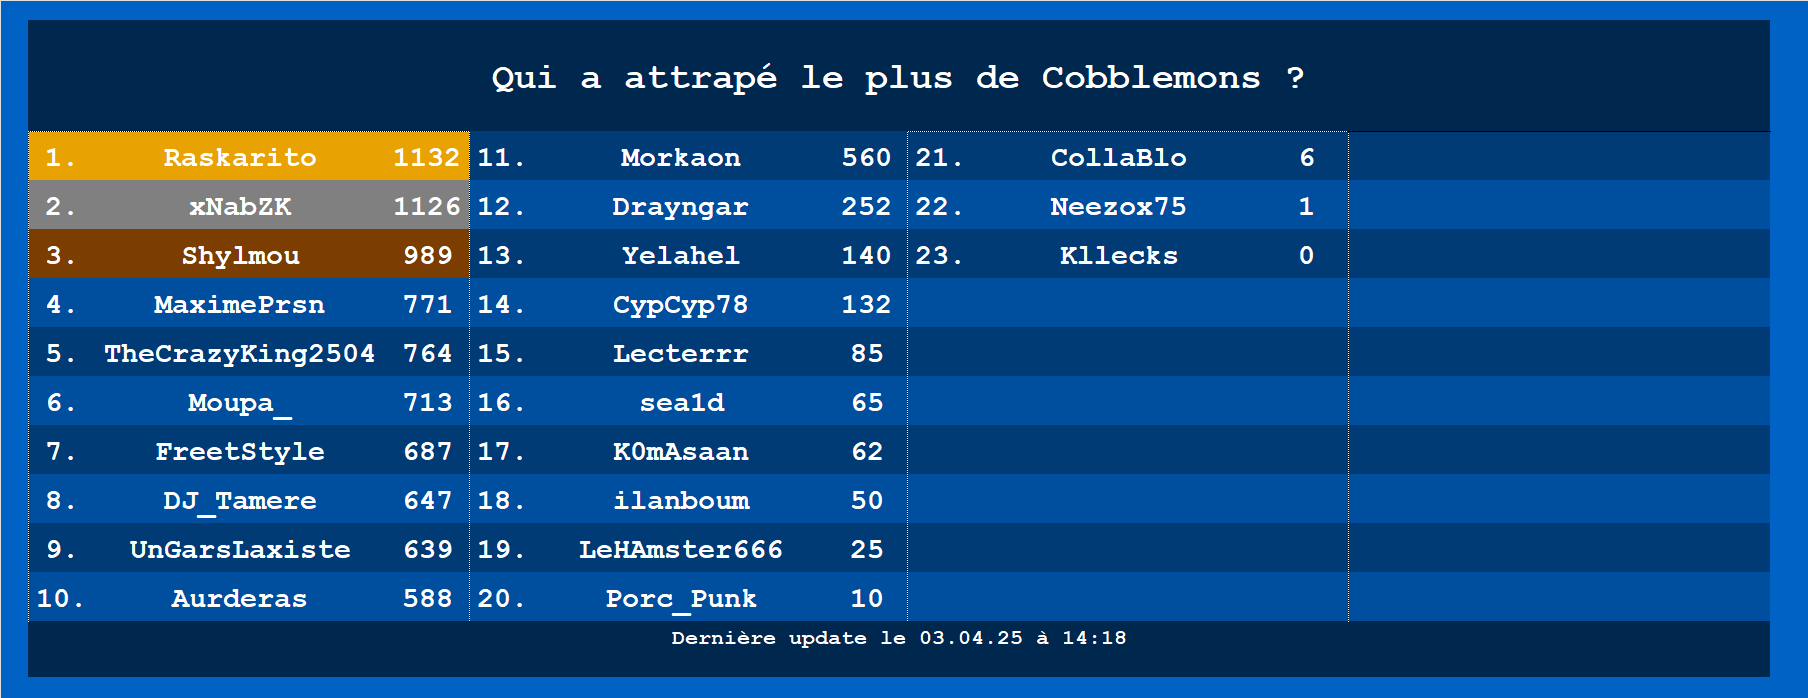 Qui a attrapé le plus de Cobblemons ?
1. Raskarito 1132
2. xNabZK 1126
3. Shylmou 989
4. MaximePrsn 771
5. TheCrazyKing2504 764
6. Moupa_ 713
7. FreetStyle 687
8. DJ_Tamere 647
9. UnGarsLaxiste 639
10. Aurderas 588
11. Morkaon 560
12. Drayngar 252
13. Yelahel 140
14. CypCyp78 132
15. Lecterrr 85
16. sea1d 65
17. K0mAsaan 62
18. ilanboum 50
19. LeHAmster666 25
20. Porc_Punk 10
21. CollaBlo 6
22. Neezox75 1
23. Kllecks 0
Dernière update le 03.04.25 à 14:18